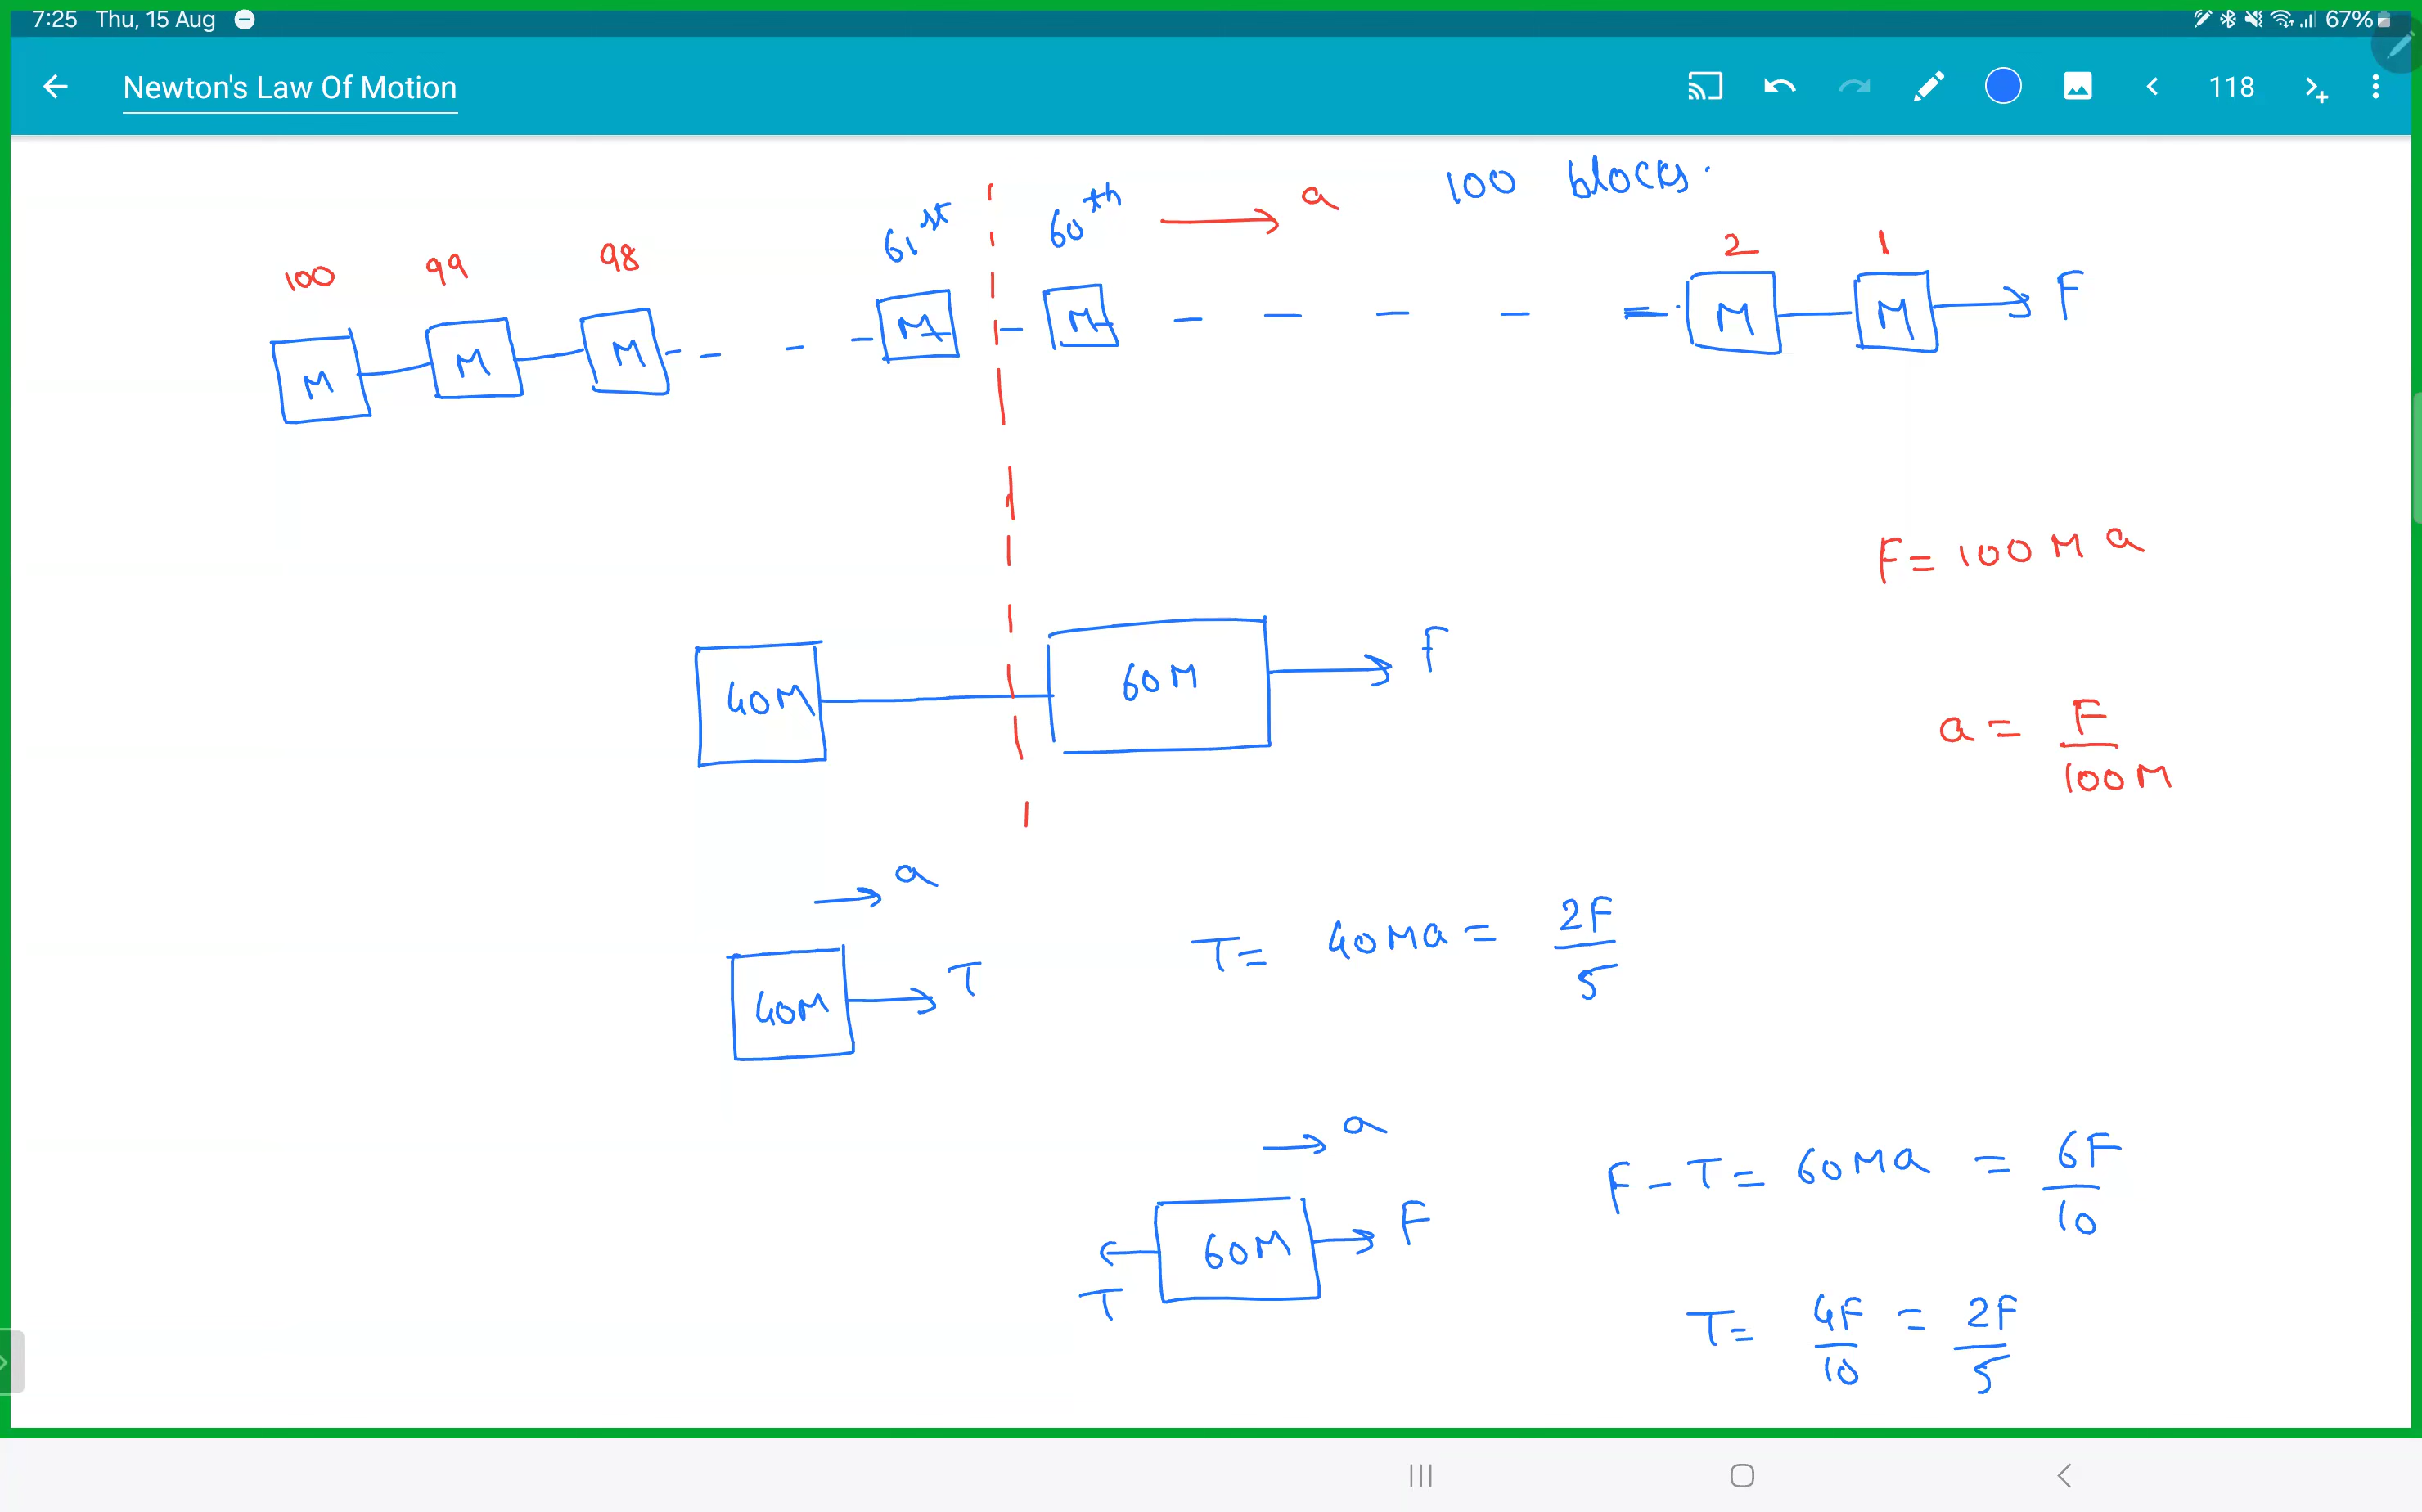 7:25 Thu, 15 Aug 67%
Newton's Law Of Motion 118
100 blocks.
61st 60th a
100 99 98 2 1
M M M M M M M F
F = 100 M a
40M 60M F
a = F/100M
a
40M T
T = 40Ma = 2F/5
a
T 60M F
F - T = 60Ma = 6F/10
T = 4F/10 = 2F/5